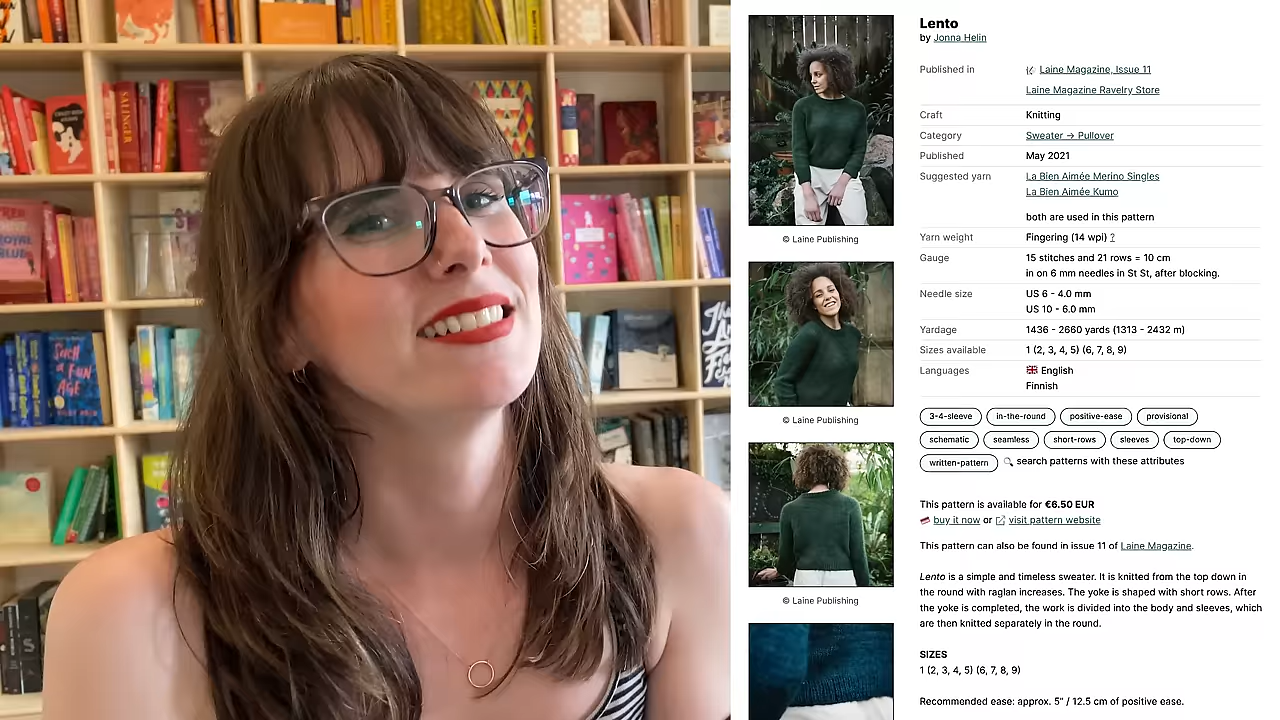 SALINGER
SUCH
a FUN
AGE
Lento
by Jonna Helin
Published in
Laine Magazine, Issue 11
Laine Magazine Ravelry Store
Craft
Knitting
Category
Sweater → Pullover
Published
May 2021
Suggested yarn
La Bien Aimée Merino Singles
La Bien Aimée Kumo
both are used in this pattern
Yarn weight
Fingering (14 wpi) ?
Gauge
15 stitches and 21 rows = 10 cm
in on 6 mm needles in St St, after blocking.
Needle size
US 6 - 4.0 mm
US 10 - 6.0 mm
Yardage
1436 - 2660 yards (1313 - 2432 m)
Sizes available
1 (2, 3, 4, 5) (6, 7, 8, 9)
Languages
English
Finnish
3-4-sleeve
in-the-round
positive-ease
provisional
schematic
seamless
short-rows
sleeves
top-down
written-pattern
search patterns with these attributes
This pattern is available for €6.50 EUR
buy it now or visit pattern website
This pattern can also be found in issue 11 of Laine Magazine.
Lento is a simple and timeless sweater. It is knitted from the top down in
the round with raglan increases. The yoke is shaped with short rows. After
the yoke is completed, the work is divided into the body and sleeves, which
are then knitted separately in the round.
SIZES
1 (2, 3, 4, 5) (6, 7, 8, 9)
Recommended ease: approx. 5" / 12.5 cm of positive ease.
© Laine Publishing
© Laine Publishing
© Laine Publishing